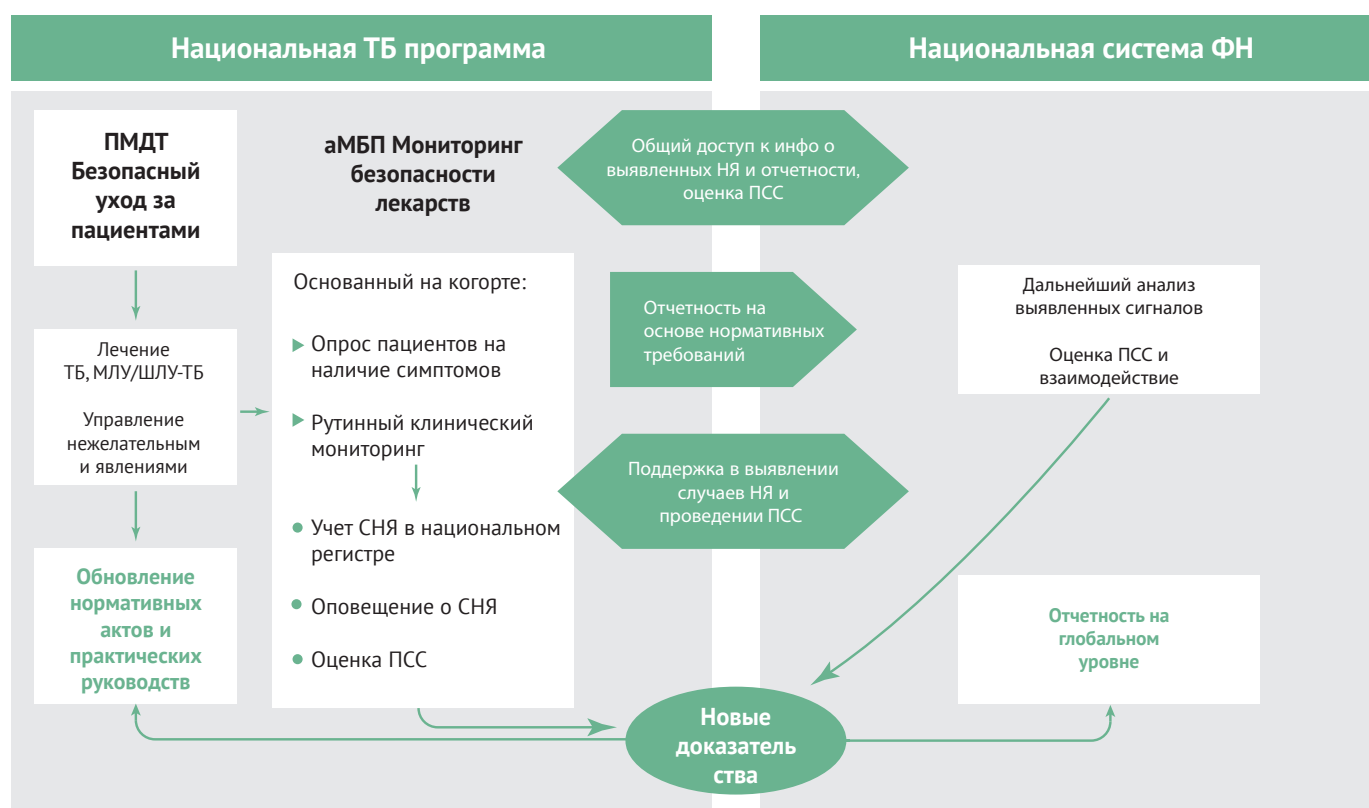 Национальная ТБ программа
Национальная система ФН
ПМДТ
Безопасный
уход за
пациентами
аМБП Мониторинг
безопасности
лекарств
Общий доступ к инфо о
выявленных НЯ и отчетности,
оценка ПСС
Основанный на когорте:
Опрос пациентов на
наличие симптомов
Рутинный клинический
мониторинг
Учет СНЯ в национальном
регистре
Оповещение о СНЯ
Оценка ПСС
Отчетность на
основе нормативных
требований
Дальнейший анализ
выявленных сигналов
Оценка ПСС и
взаимодействие
Лечение
ТБ, МЛУ/ШЛУ-ТБ
Управление
нежелательным
и явлениями
Поддержка в выявлении
случаев НЯ и
проведении ПСС
Обновление
нормативных
актов и
практических
руководств
Отчетность на
глобальном
уровне
Новые
доказатель
ства